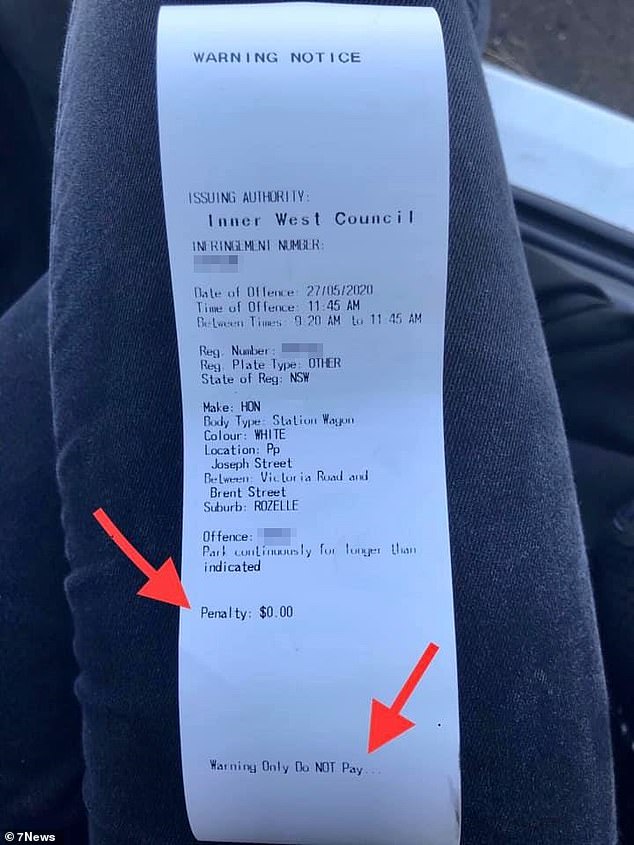 WARNING NOTICE
ISSUING AUTHORITY:
Inner West Council
INFRINGEMENT NUMBER:
Date of Offence: 27/05/2020
Time of Offence: 11:45 AM
Between Times: 9:20 AM to 11:45 AM
Reg. Number:
Reg. Plate Type: OTHER
State of Reg: NSW
Make: HON
Body Type: Station Wagon
Colour: WHITE
Location: Pp
Joseph Street
Between: Victoria Road and
Brent Street
Suburb: ROZELLE
Offence:
Park continuously for longer than
indicated
Penalty: $0.00
Warning Only Do NOT Pay...
©7News